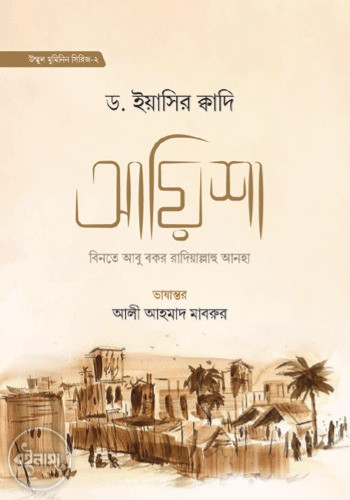 উম্মুল মুমিনিন সিরিজ-২
ড. ইয়াসির ক্বাদি
আয়িশা
বিনতে আবু বকর রাদিয়াল্লাহু আনহা
ভাষান্তর
আলী আহমাদ মাবরুর